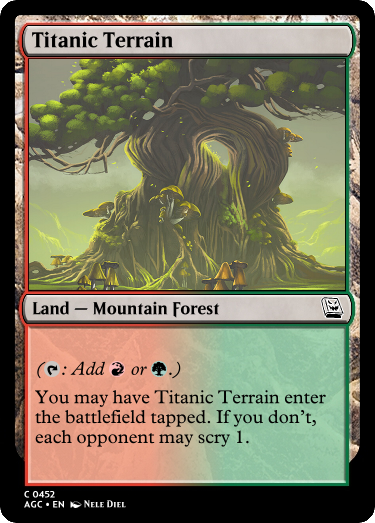 Titanic Terrain
Land — Mountain Forest
(: Add or .)
You may have Titanic Terrain enter
the battlefield tapped. If you don't,
each opponent may scry 1.
C 0452
AGC • EN Nele Diel